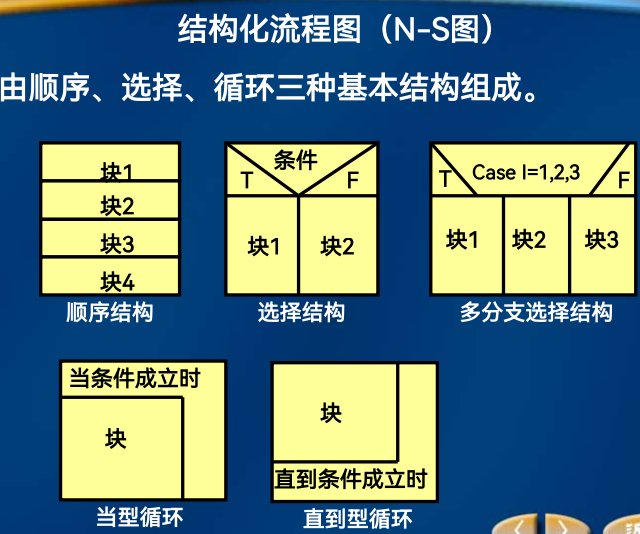 结构化流程图（N-S图）
由顺序、选择、循环三种基本结构组成。
块1
块2
块3
块4
顺序结构
条件
T
F
块1
块2
选择结构
T
Case I=1,2,3
F
块1
块2
块3
多分支选择结构
当条件成立时
块
当型循环
块
直到条件成立时
直到型循环